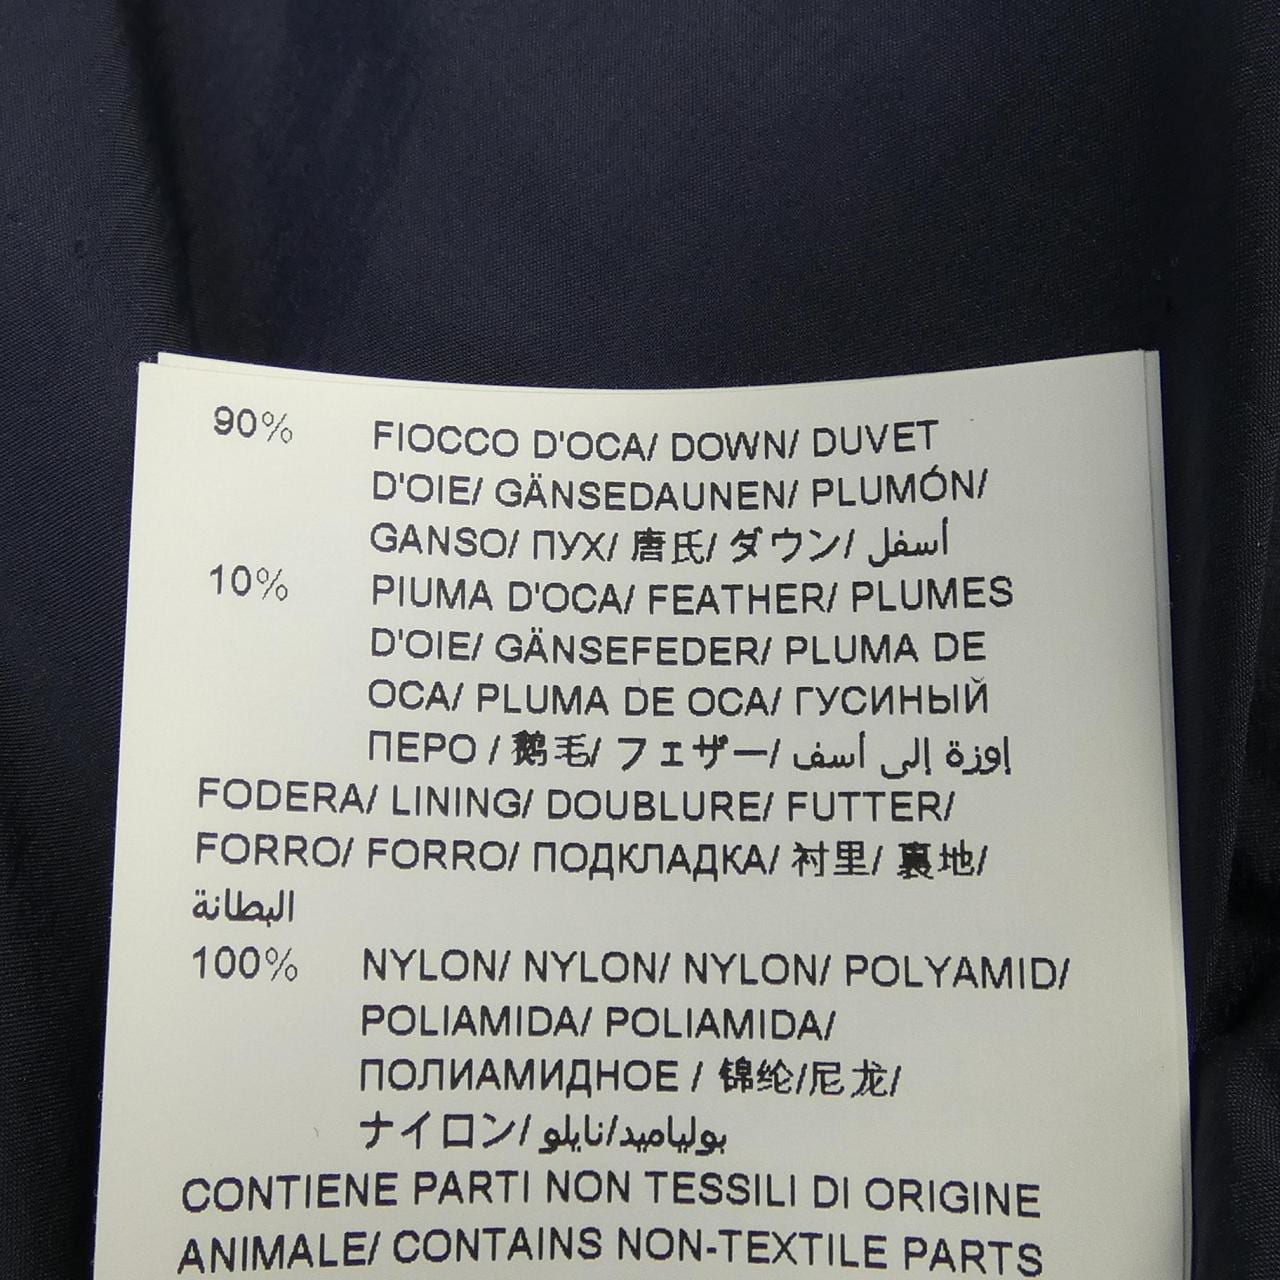 90% FIOCCO D'OCA/ DOWN/ DUVET
D'OIE/ GÄNSEDAUNEN/ PLUMÓN/
GANSO/ ПУХ/ 唐氏/ ダウン/ أسفل
10% PIUMA D'OCA/ FEATHER/ PLUMES
D'OIE/ GÄNSEFEDER/ PLUMA DE
OCA/ PLUMA DE OCA/ ГУСИНЫЙ
ПЕРО / 鹅毛/ フェザー/ إوزة إلى أسف
FODERA/ LINING/ DOUBLURE/ FUTTER/
FORRO/ FORRO/ ПОДКЛАДКА/ 衬里/ 裏地/
البطانة
100% NYLON/ NYLON/ NYLON/ POLYAMID/
POLIAMIDA/ POLIAMIDA/
ПОЛИАМИДНОЕ / 锦纶/尼龙/
ナイロン/ بولياميد/نايلو
CONTIENE PARTI NON TESSILI DI ORIGINE
ANIMALE/ CONTAINS NON-TEXTILE PARTS